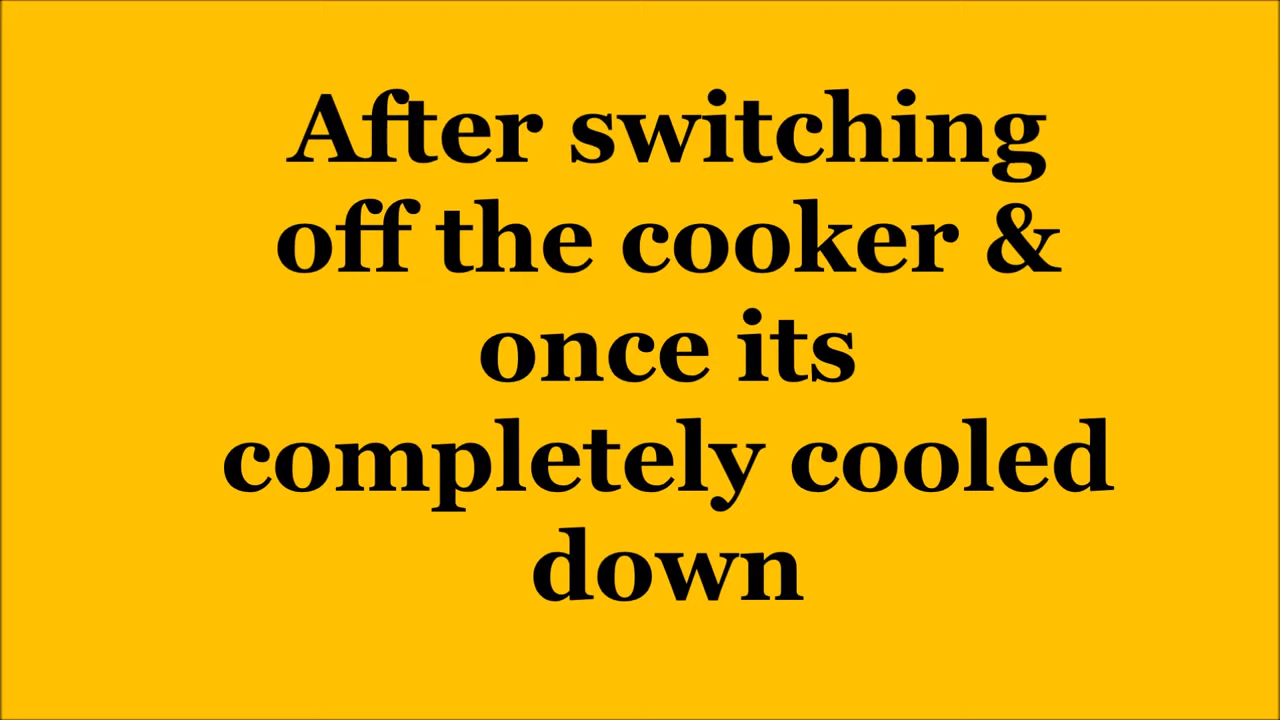 After switching
off the cooker &
once its
completely cooled
down